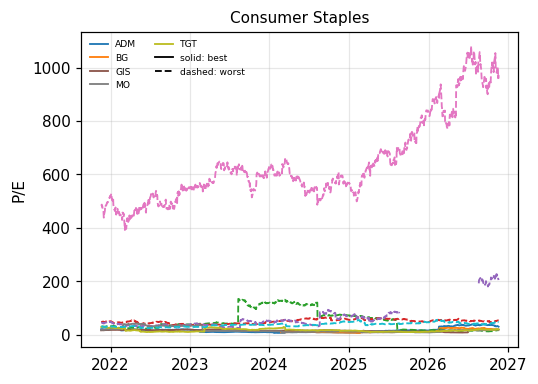 Consumer Staples
P/E
1000
800
600
400
200
0
ADM
BG
GIS
MO
TGT
solid: best
dashed: worst
2022 2023 2024 2025 2026 2027